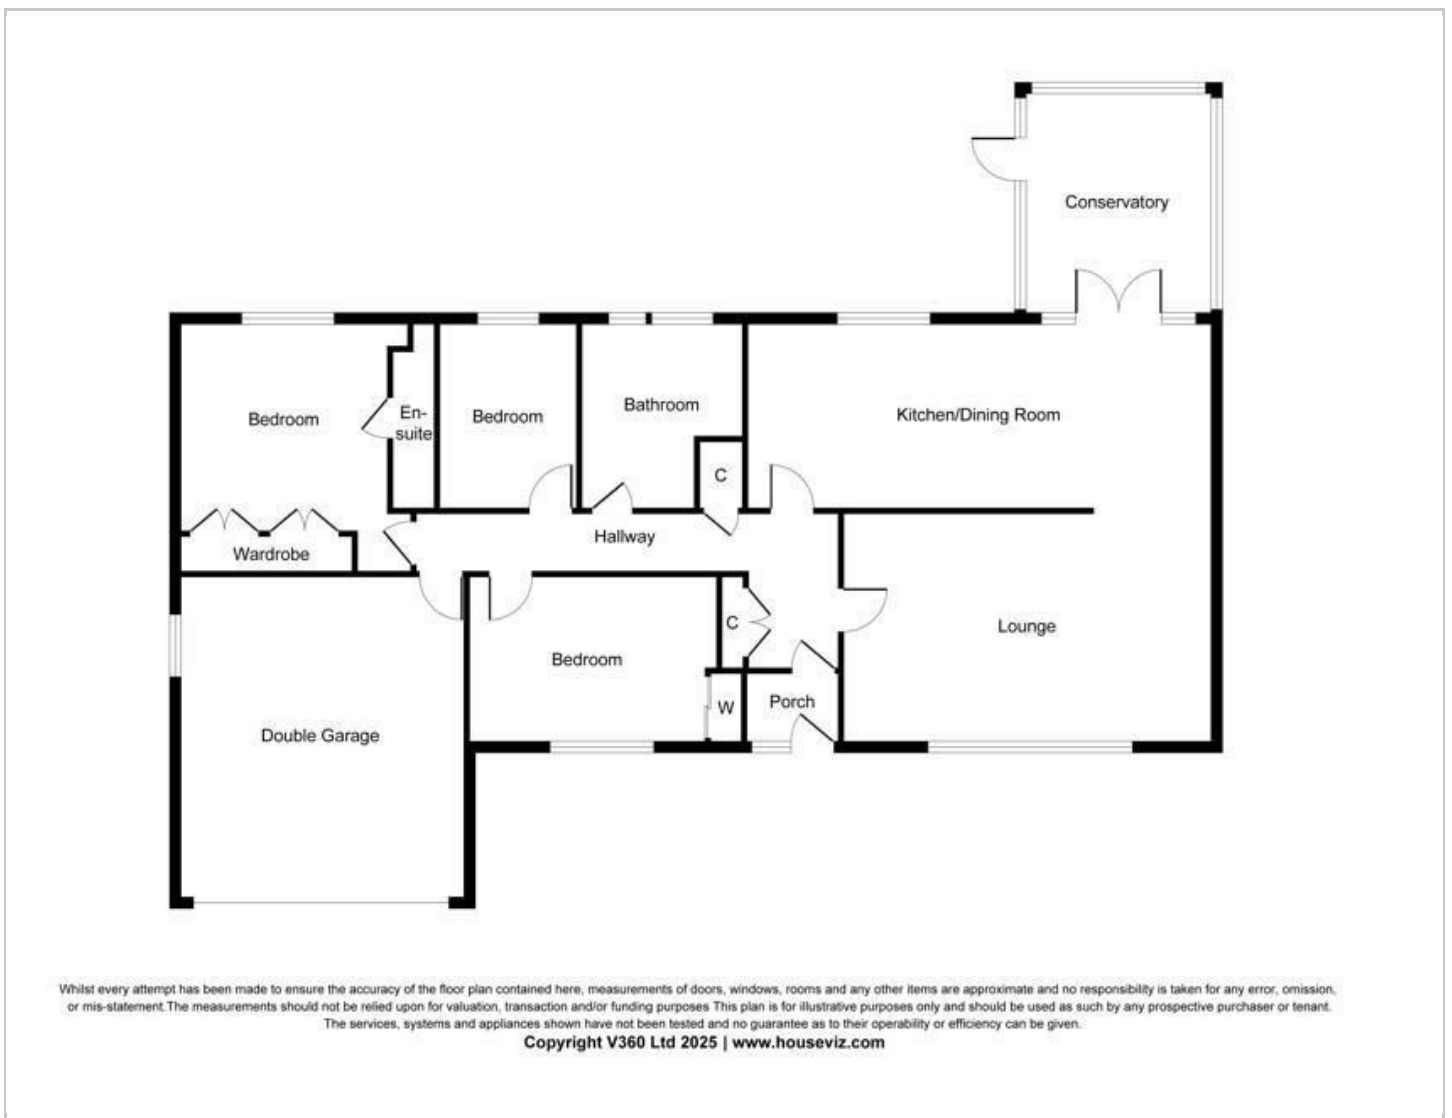 Conservatory
Bedroom
En-
suite
Bedroom
Bathroom
Kitchen/Dining Room
C
Hallway
Wardrobe
C
Lounge
Bedroom
W
Porch
Double Garage
Whilst every attempt has been made to ensure the accuracy of the floor plan contained here, measurements of doors, windows, rooms and any other items are approximate and no responsibility is taken for any error, omission,
or mis-statement. The measurements should not be relied upon for valuation, transaction and/or funding purposes This plan is for illustrative purposes only and should be used as such by any prospective purchaser or tenant.
The services, systems and appliances shown have not been tested and no guarantee as to their operability or efficiency can be given.
Copyright V360 Ltd 2025 | www.houseviz.com